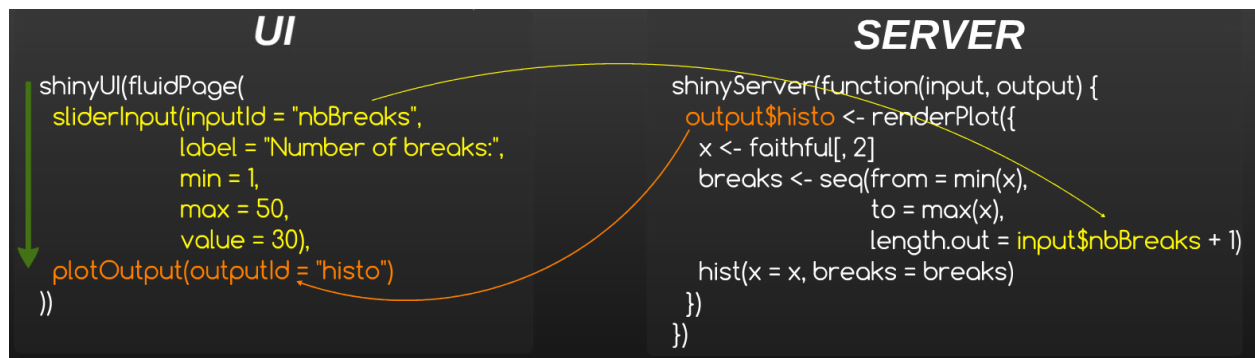 UI
shinyUI(fluidPage(
sliderInput(inputId = "nbBreaks",
label = "Number of breaks:",
min = 1,
max = 50,
value = 30),
plotOutput(outputId = "histo")
))
SERVER
shinyServer(function(input, output) {
output$histo <- renderPlot({
x <- faithful[, 2]
breaks <- seq(from = min(x),
to = max(x),
length.out = input$nbBreaks + 1)
hist(x = x, breaks = breaks)
})
})